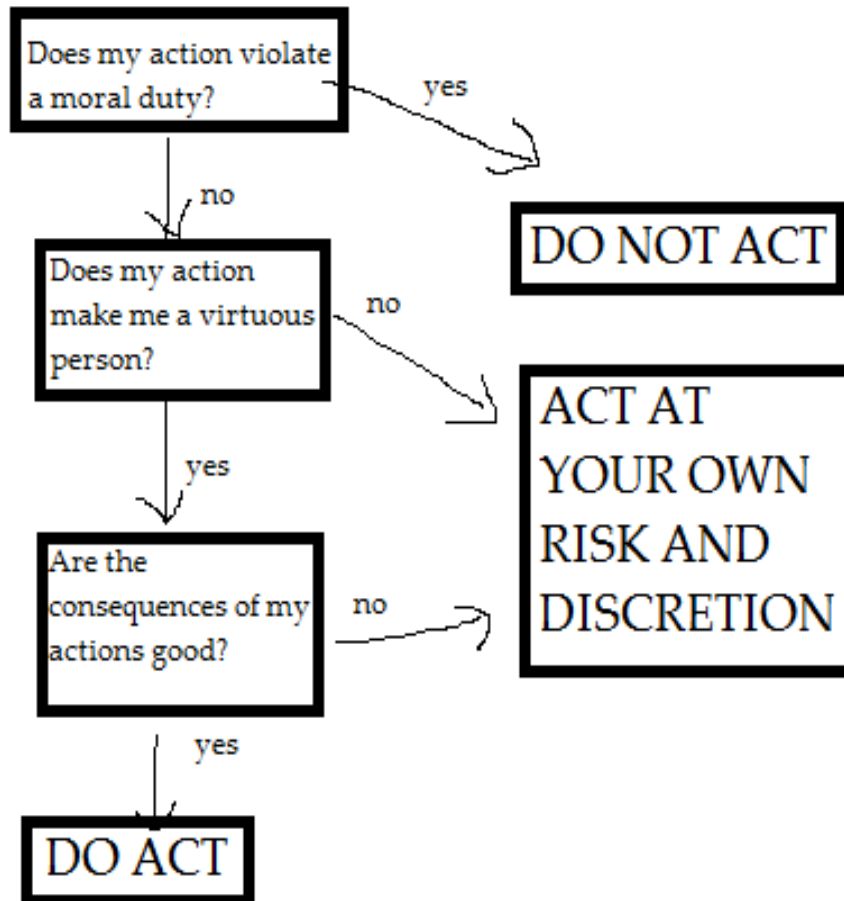 Does my action violate
a moral duty?
yes
no
DO NOT ACT
Does my action
make me a virtuous
person?
no
yes
ACT AT
YOUR OWN
RISK AND
DISCRETION
Are the
consequences of my
actions good?
no
yes
DO ACT